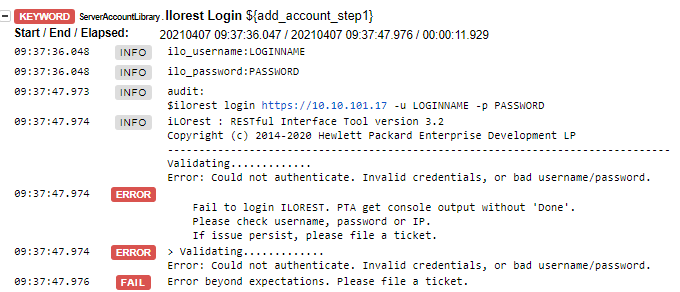 KEYWORD ServerAccountLibrary.Ilorest Login ${add_account_step1}
Start / End / Elapsed: 20210407 09:37:36.047 / 20210407 09:37:47.976 / 00:00:11.929
09:37:36.048 INFO ilo_username:LOGINNAME
09:37:36.048 INFO ilo_password:PASSWORD
09:37:47.973 INFO audit:
$ilorest login https://10.10.101.17 -u LOGINNAME -p PASSWORD
09:37:47.974 INFO iLOrest : RESTful Interface Tool version 3.2
Copyright (c) 2014-2020 Hewlett Packard Enterprise Development LP
--------------------------------------------------------------------------------
Validating.............
Error: Could not authenticate. Invalid credentials, or bad username/password.
09:37:47.974 ERROR
Fail to login ILOREST. PTA get console output without 'Done'.
Please check username, password or IP.
If issue persist, please file a ticket.
09:37:47.974 ERROR > Validating.............
Error: Could not authenticate. Invalid credentials, or bad username/password.
09:37:47.976 FAIL Error beyond expectations. Please file a ticket.